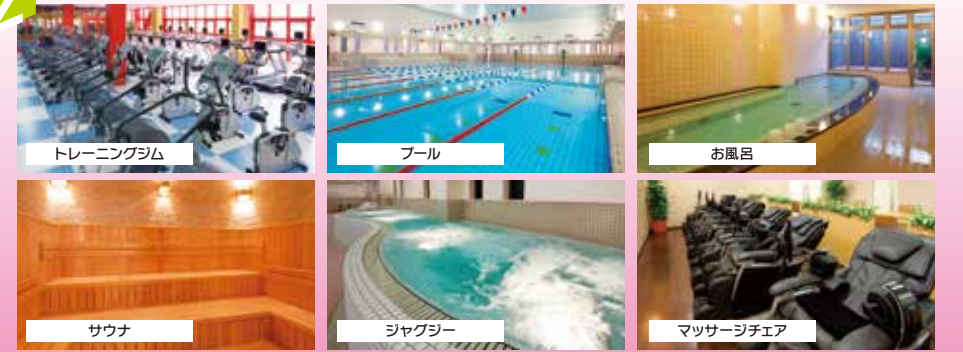 トレーニングジム
プール
お風呂
サウナ
ジャグジー
マッサージチェア